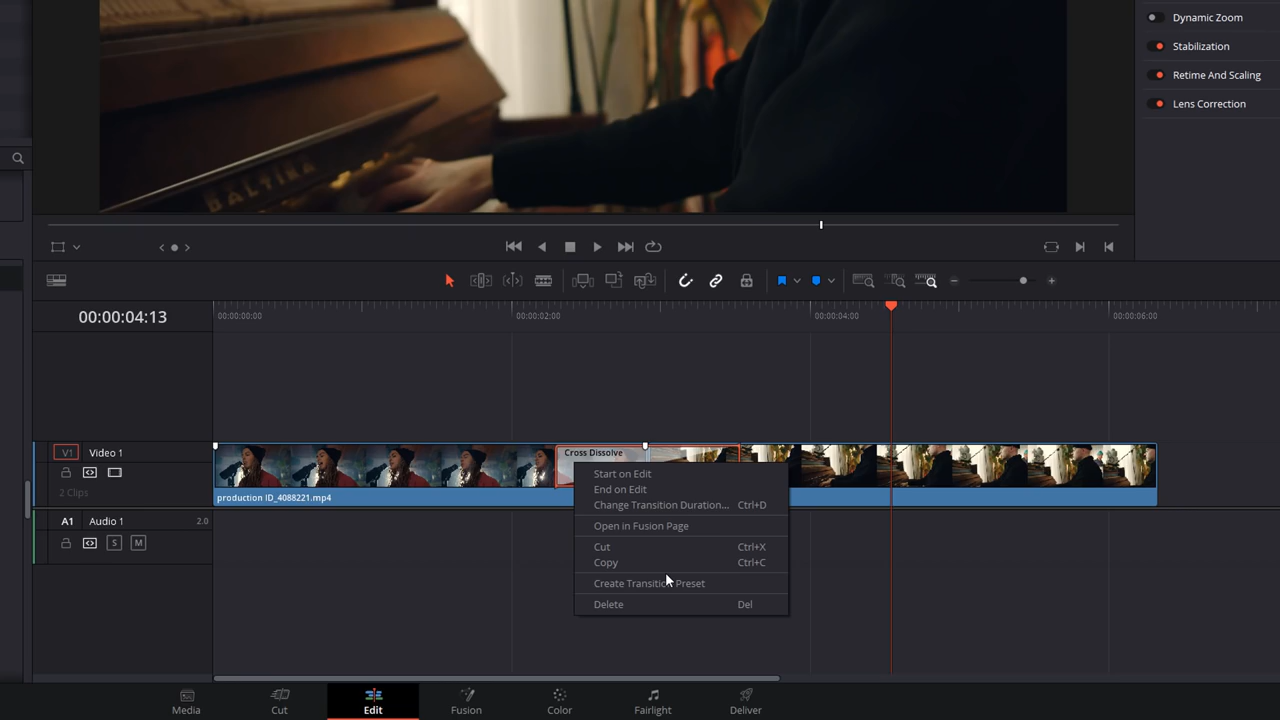 Dynamic Zoom
Stabilization
Retime And Scaling
Lens Correction
BALTIKA
00:00:04:13
00:00:00:00
00:00:02:00
00:00:04:00
00:00:06:00
V1
Video 1
2 Clips
Cross Dissolve
production ID_4088221.mp4
Start on Edit
End on Edit
Change Transition Duration... Ctrl+D
Open in Fusion Page
Cut Ctrl+X
Copy Ctrl+C
Create Transition Preset
Delete Del
A1
Audio 1
2.0
S
M
Media
Cut
Edit
Fusion
Color
Fairlight
Deliver